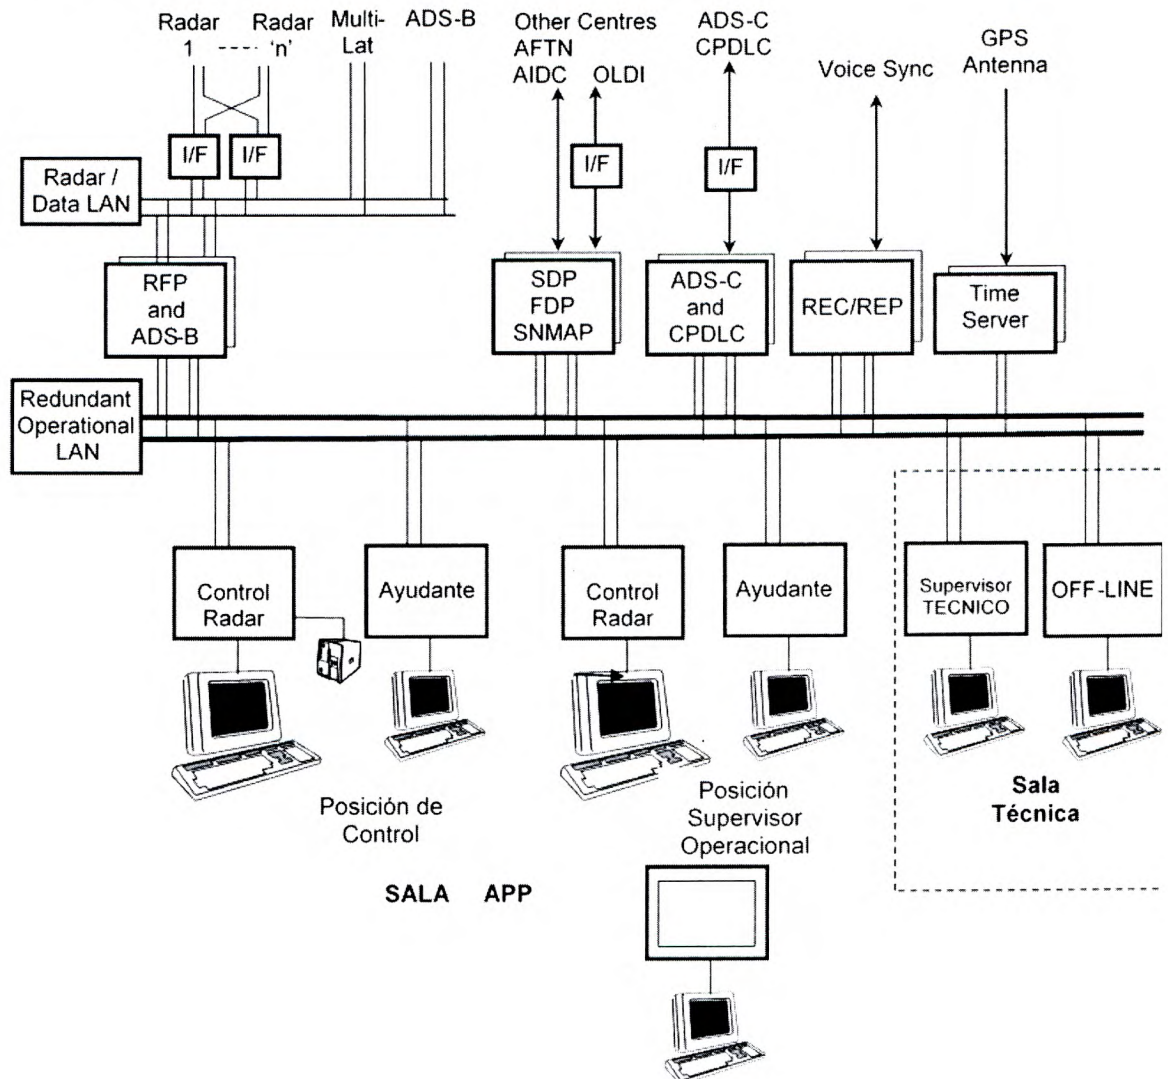 Radar Radar Multi- ADS-B
1 ---- 'n' Lat
Other Centres
AFTN
AIDC OLDI
ADS-C
CPDLC
Voice Sync
GPS
Antenna
I/F I/F
I/F
I/F
Radar /
Data LAN
RFP
and
ADS-B
SDP
FDP
SNMAP
ADS-C
and
CPDLC
REC/REP
Time
Server
Redundant
Operational
LAN
Control
Radar
Ayudante
Control
Radar
Ayudante
Supervisor
TECNICO
OFF-LINE
Posición de
Control
Posición
Supervisor
Operacional
Sala
Técnica
SALA APP